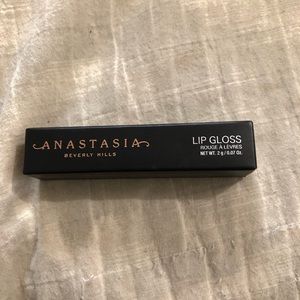 ANASTASIA
BEVERLY HILLS
LIP GLOSS
ROUGE À LÈVRES
NET WT. 2 g / 0.07 Oz.